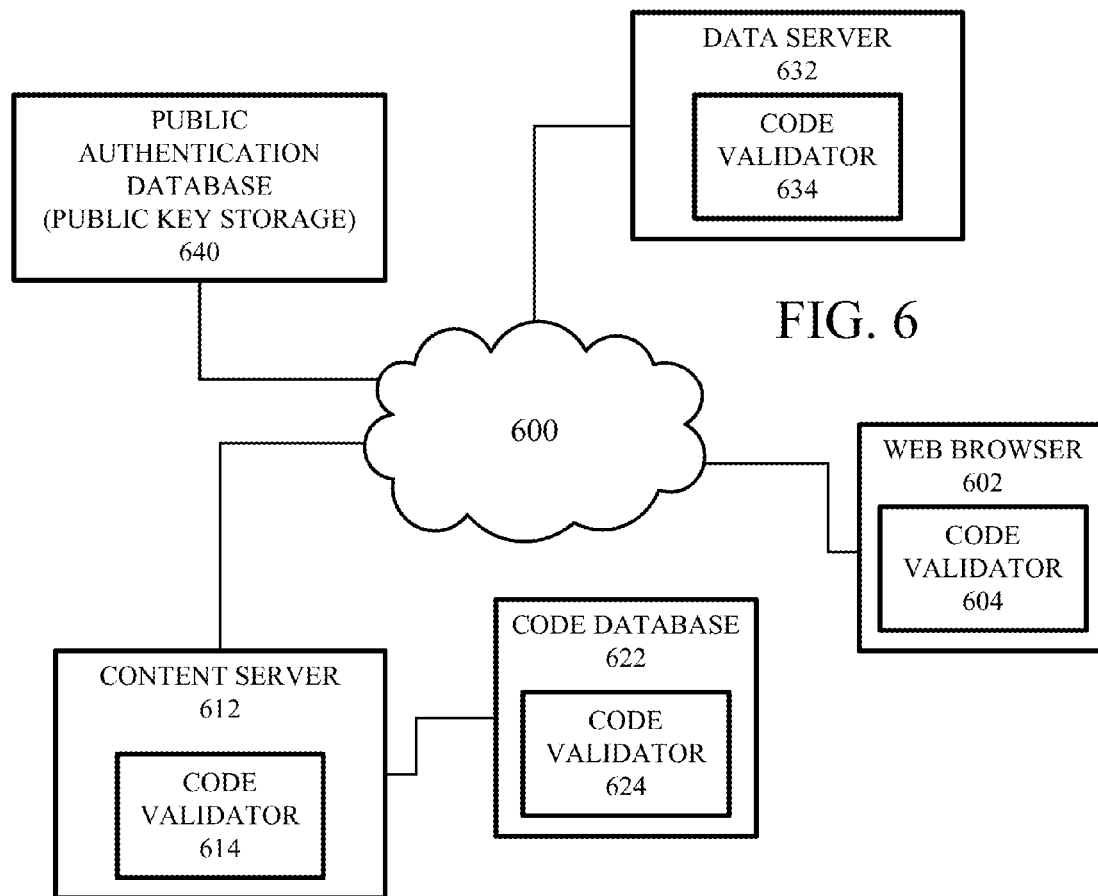 DATA SERVER
632
CODE
VALIDATOR
634
PUBLIC
AUTHENTICATION
DATABASE
(PUBLIC KEY STORAGE)
640
FIG. 6
600
WEB BROWSER
602
CODE
VALIDATOR
604
CODE DATABASE
622
CODE
VALIDATOR
624
CONTENT SERVER
612
CODE
VALIDATOR
614